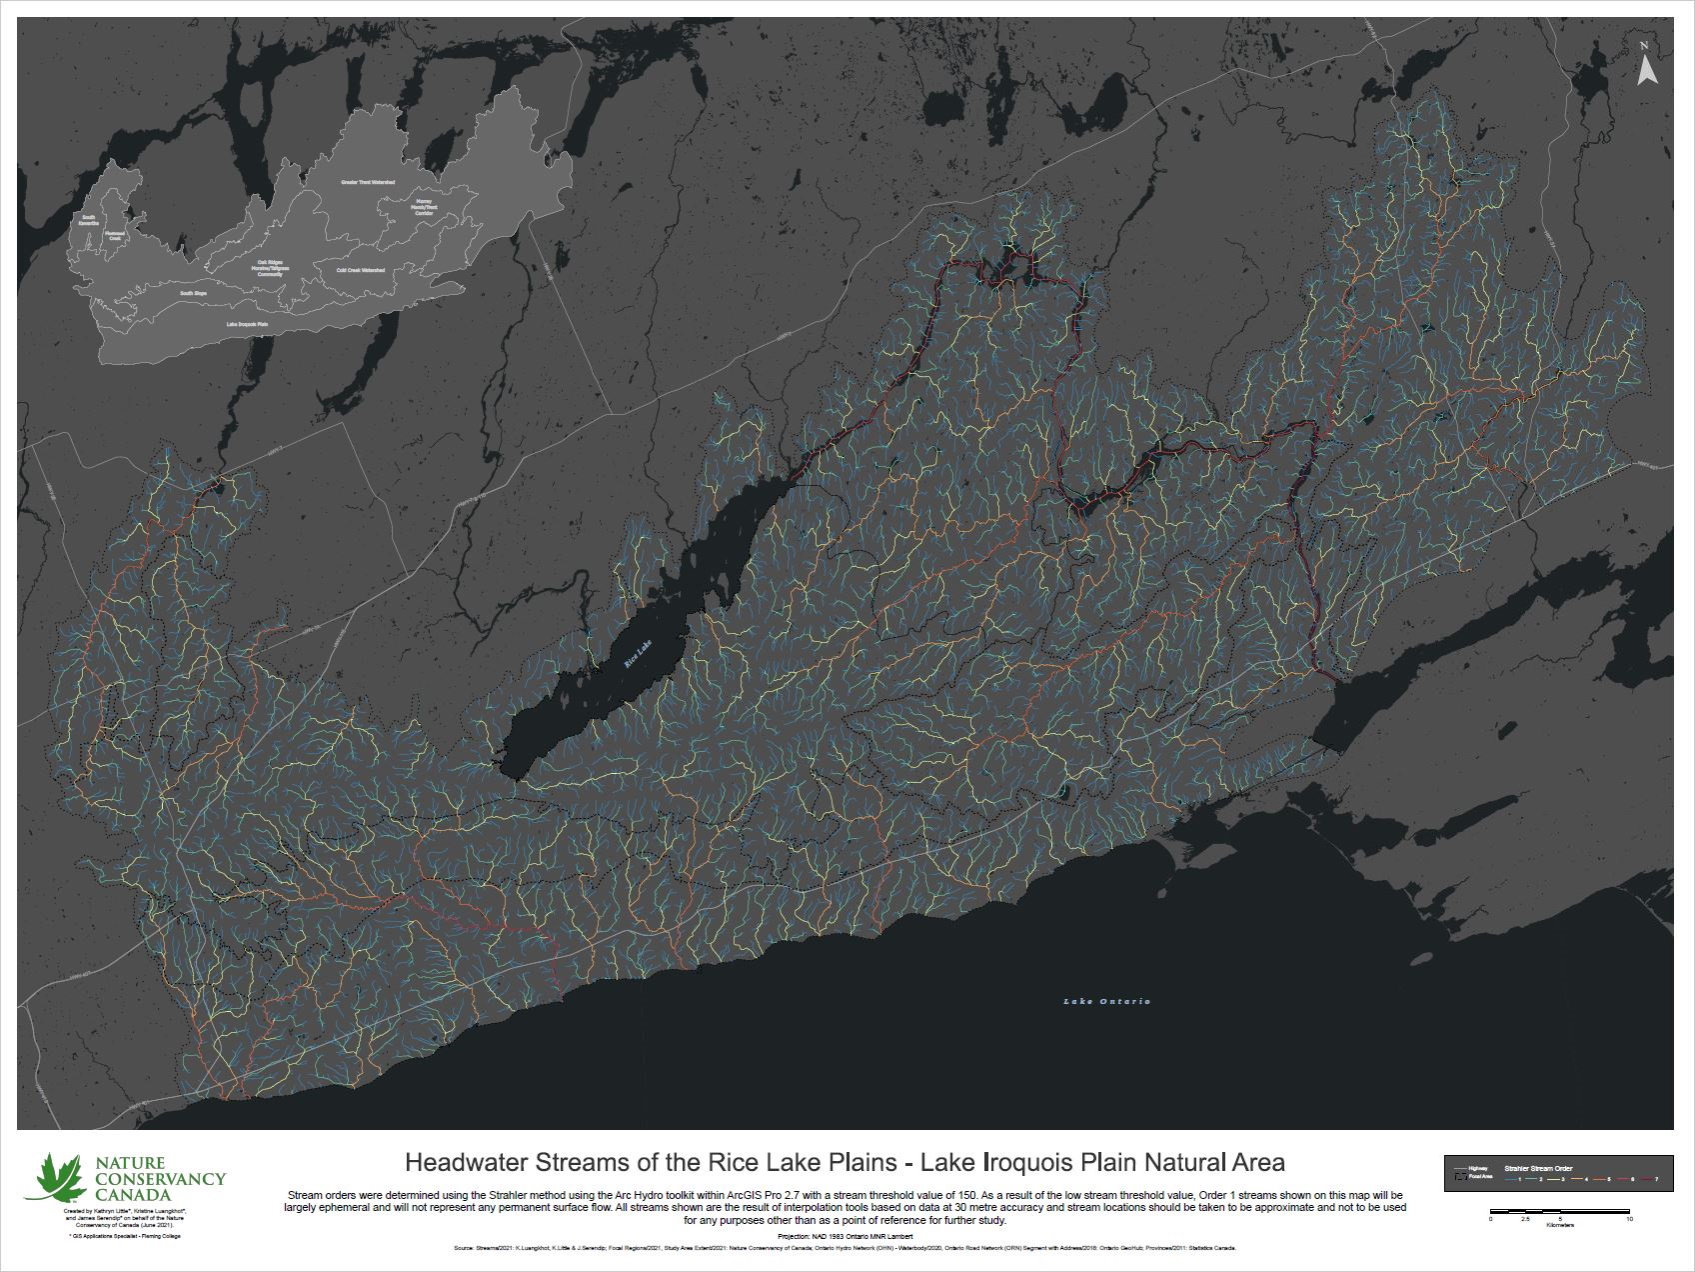 N
Greater Trent Watershed
Murray
Marsh/Trent
Corridor
South
Kawartha
Fleetwood
Creek
Oak Ridges
Moraine/Tallgrass
Community
Cold Creek Watershed
South Slope
Lake Iroquois Plain
Rice Lake
Lake Ontario
NATURE
CONSERVANCY
CANADA
Created by Kathryn Little*, Kristine Luangkhot*,
and James Serendip* on behalf of the Nature
Conservancy of Canada (June 2021).
* GIS Applications Specialist - Fleming College
Headwater Streams of the Rice Lake Plains - Lake Iroquois Plain Natural Area
Stream orders were determined using the Strahler method using the Arc Hydro toolkit within ArcGIS Pro 2.7 with a stream threshold value of 150. As a result of the low stream threshold value, Order 1 streams shown on this map will be
largely ephemeral and will not represent any permanent surface flow. All streams shown are the result of interpolation tools based on data at 30 metre accuracy and stream locations should be taken to be approximate and not to be used
for any purposes other than as a point of reference for further study.
Projection: NAD 1983 Ontario MNR Lambert
Source: Streams/2021: K.Luangkhot, K.Little & J.Serendip; Focal Regions/2021, Study Area Extent/2021: Nature Conservancy of Canada; Ontario Hydro Network (OHN) - Waterbody/2020, Ontario Road Network (ORN) Segment with Address/2018: Ontario GeoHub; Provinces/2011: Statistics Canada.
Highway
Focal Area
Strahler Stream Order
1 2 3 4 5 6 7
0 2.5 5 10
Kilometers